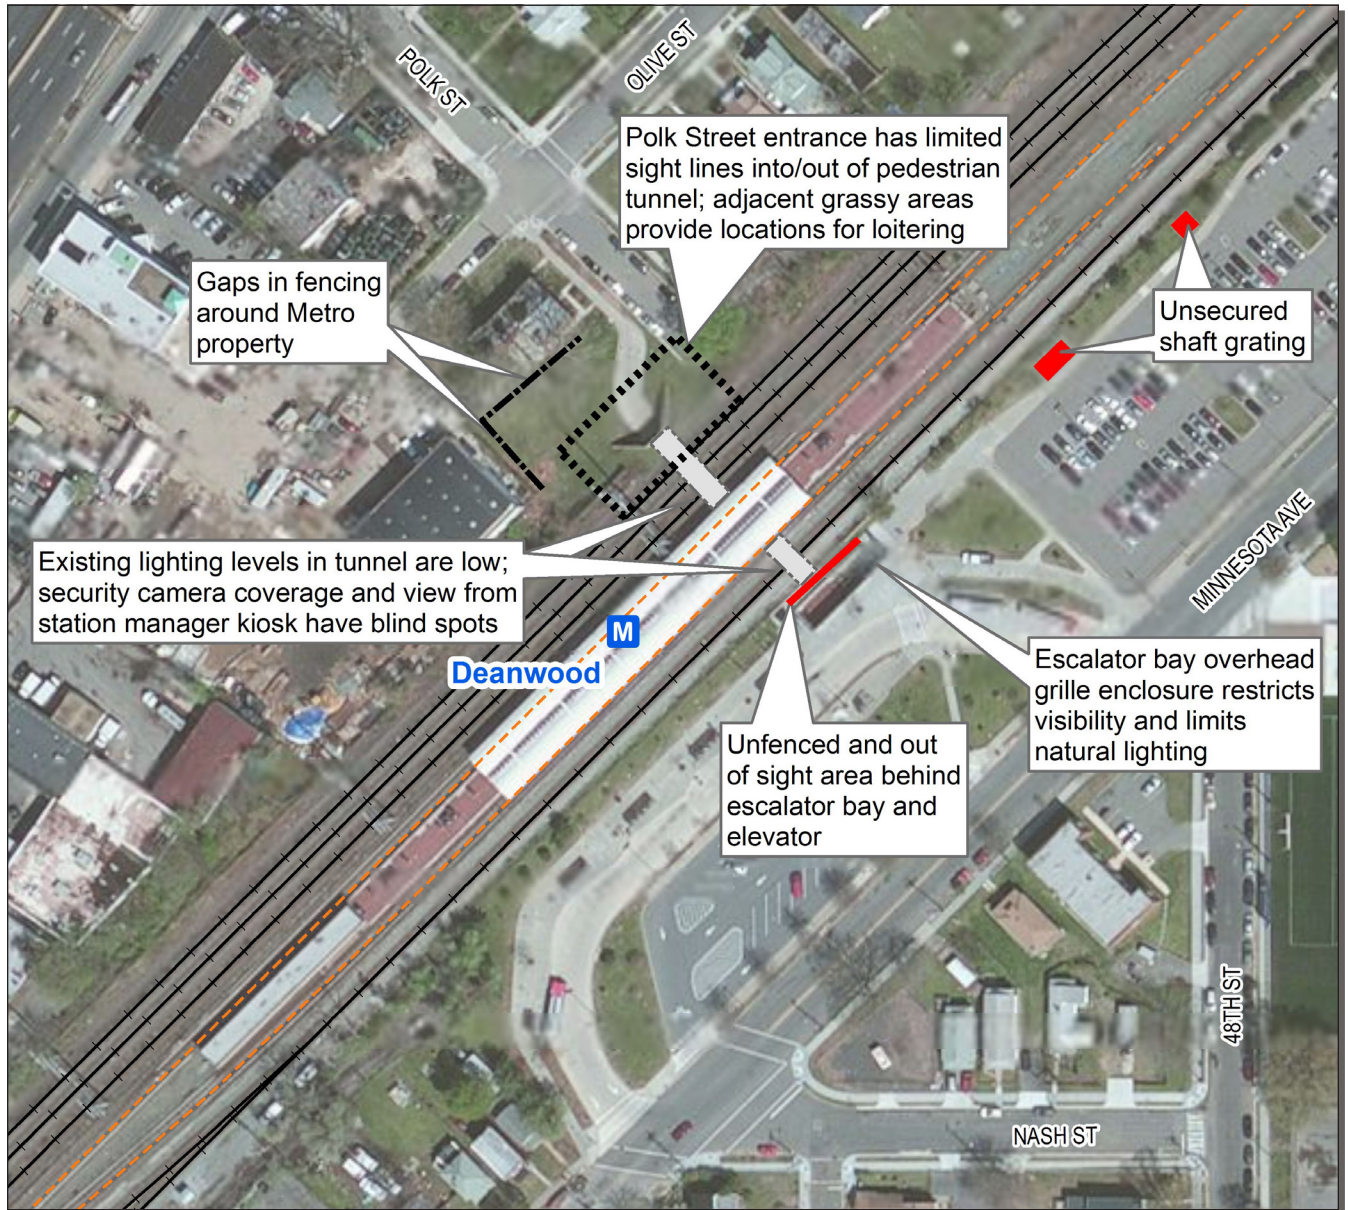 POLK ST
OLIVE ST
Polk Street entrance has limited
sight lines into/out of pedestrian
tunnel; adjacent grassy areas
provide locations for loitering
Gaps in fencing
around Metro
property
Unsecured
shaft grating
MINNESOTA AVE
Existing lighting levels in tunnel are low;
security camera coverage and view from
station manager kiosk have blind spots
M
Deanwood
Escalator bay overhead
grille enclosure restricts
visibility and limits
natural lighting
Unfenced and out
of sight area behind
escalator bay and
elevator
48TH ST
NASH ST